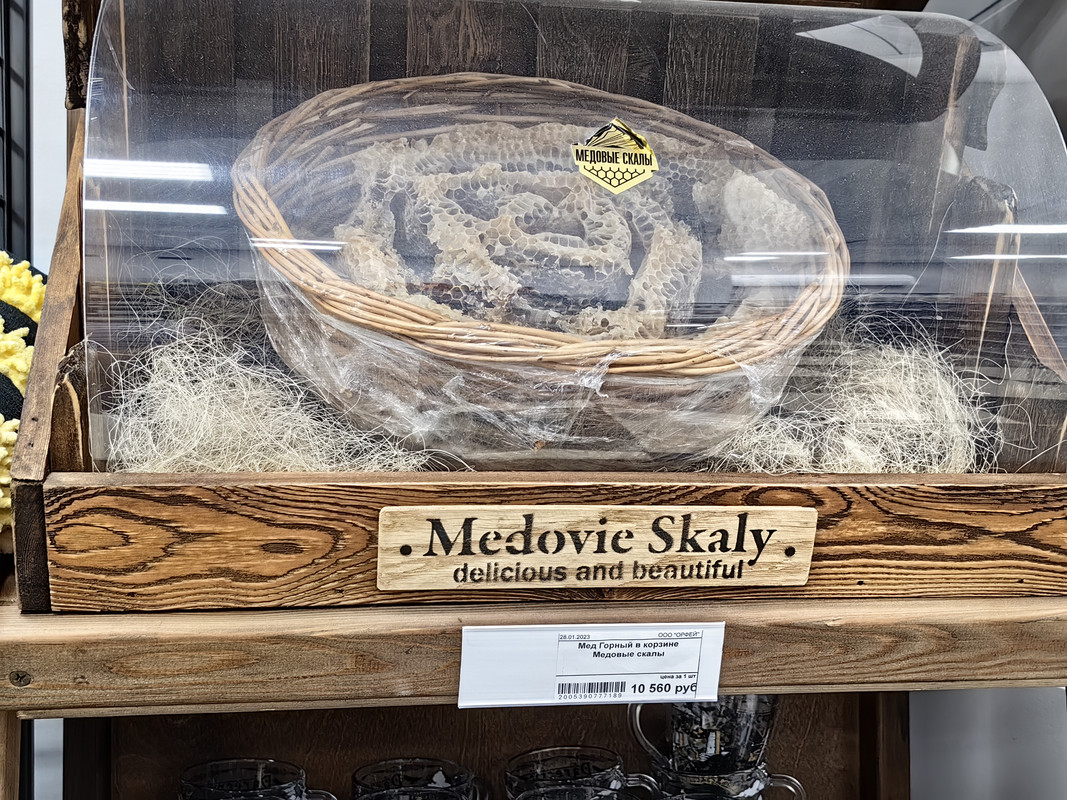 МЕДОВЫЕ СКАЛЫ
• Medovie Skaly •
delicious and beautiful
28.01.2023 ООО "ОРФЕЙ"
Мед Горный в корзине
Медовые скалы
цена за 1 шт
10 560 руб
2005390777189